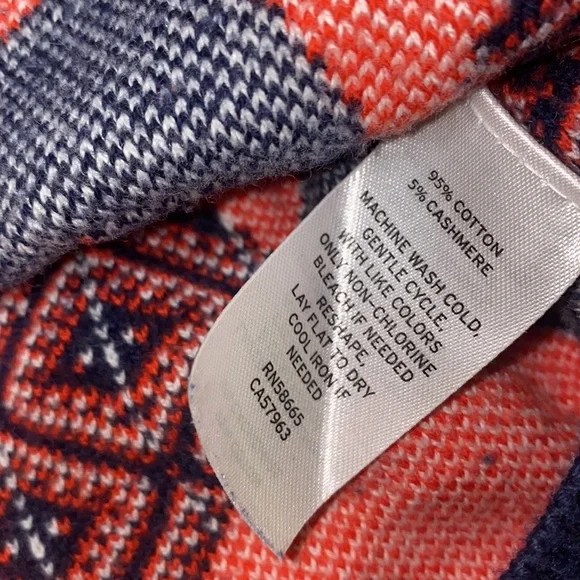 95% COTTON
5% CASHMERE
MACHINE WASH COLD,
GENTLE CYCLE,
WITH LIKE COLORS
ONLY NON-CHLORINE
BLEACH IF NEEDED
RESHAPE,
LAY FLAT TO DRY
COOL IRON IF
NEEDED
RN58665
CA57963